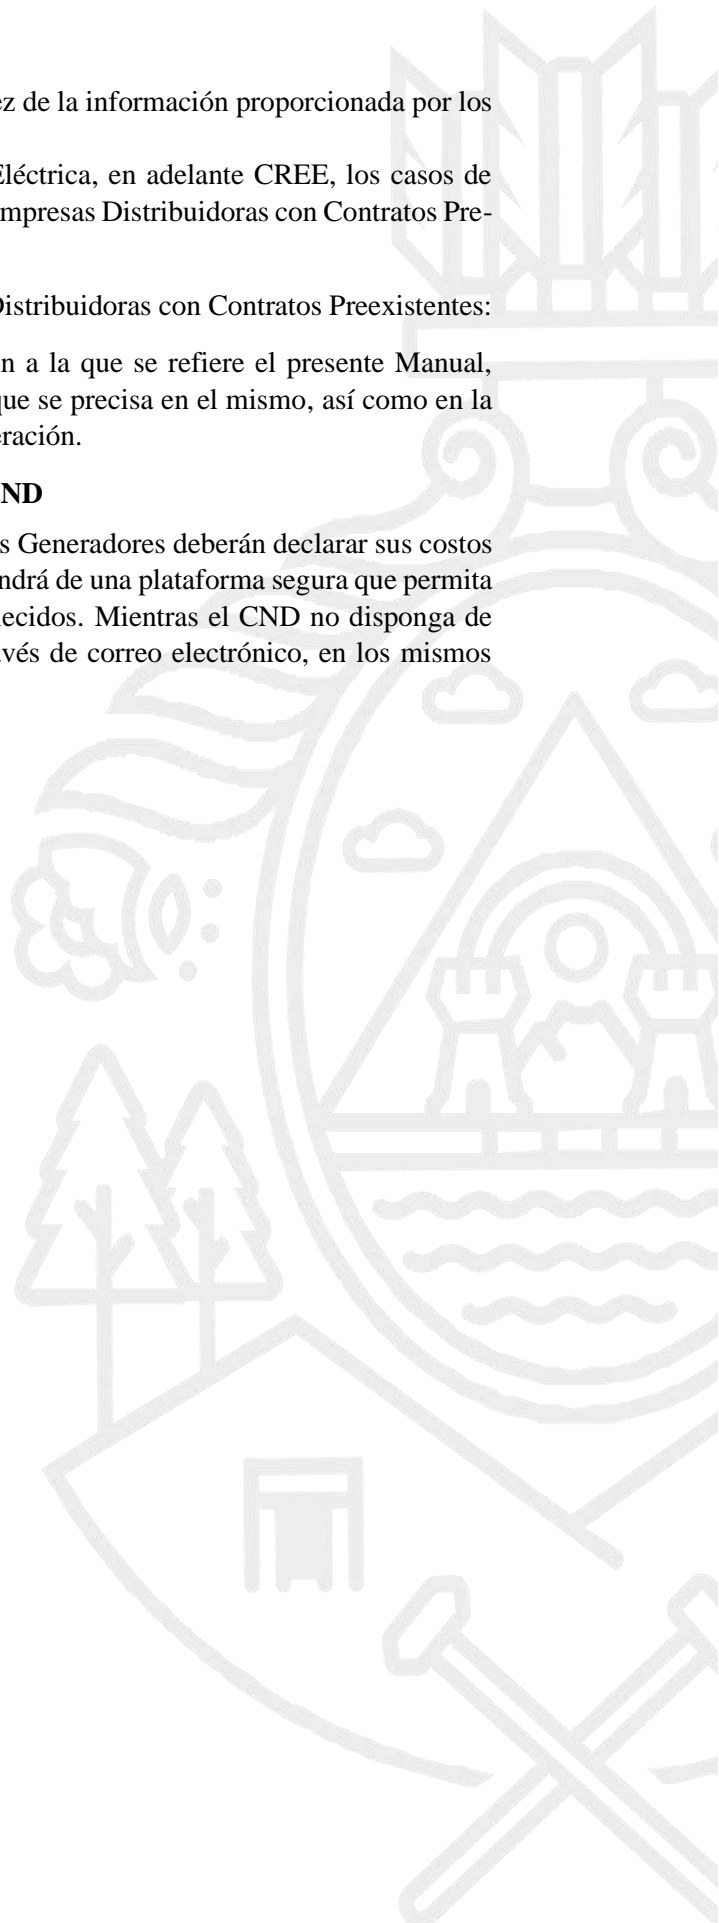 ez de la información proporcionada por los
Eléctrica, en adelante CREE, los casos de
mpresas Distribuidoras con Contratos Pre-
Distribuidoras con Contratos Preexistentes:
n a la que se refiere el presente Manual,
que se precisa en el mismo, así como en la
eración.
ND
s Generadores deberán declarar sus costos
ndrá de una plataforma segura que permita
lecidos. Mientras el CND no disponga de
vés de correo electrónico, en los mismos